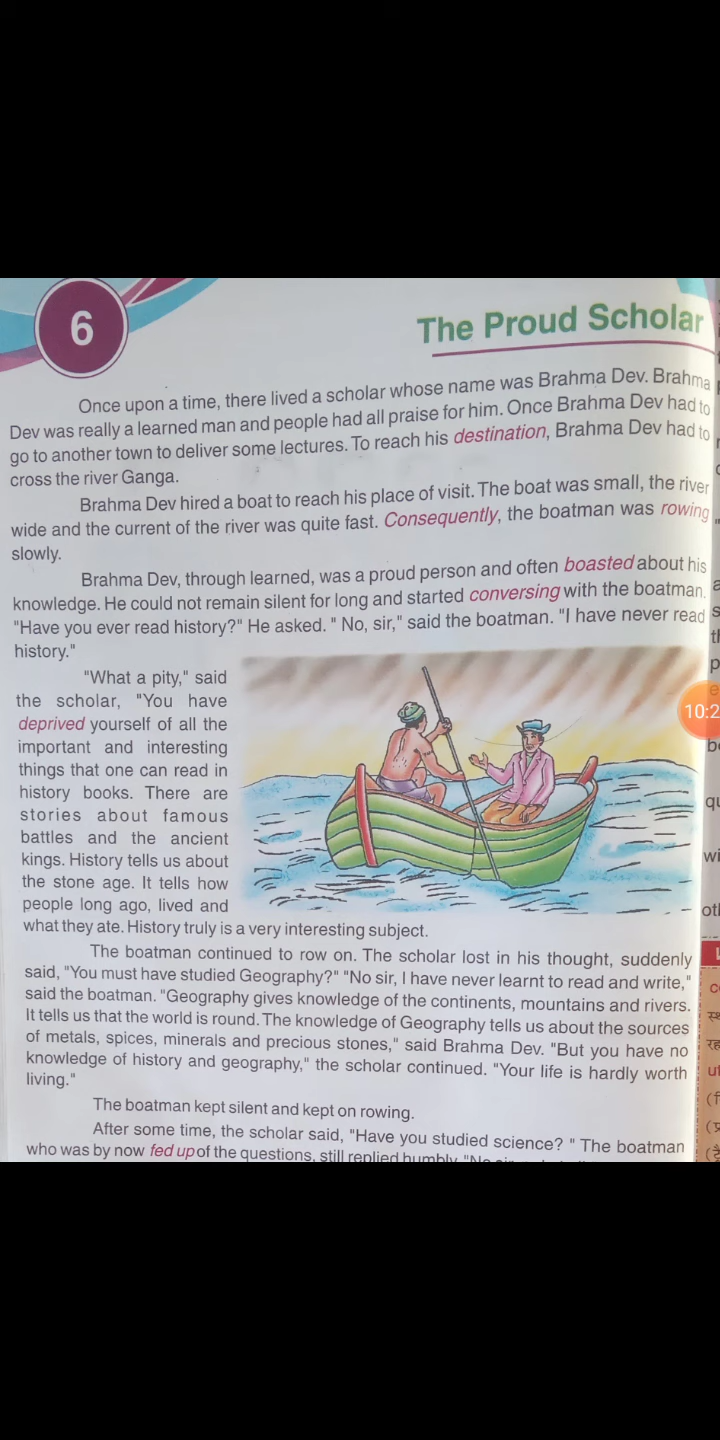 6
The Proud Scholar
Once upon a time, there lived a scholar whose name was Brahma Dev. Brahma
Dev was really a learned man and people had all praise for him. Once Brahma Dev had to
go to another town to deliver some lectures. To reach his destination, Brahma Dev had to
cross the river Ganga.
Brahma Dev hired a boat to reach his place of visit. The boat was small, the river
wide and the current of the river was quite fast. Consequently, the boatman was rowing
slowly.
Brahma Dev, through learned, was a proud person and often boasted about his
knowledge. He could not remain silent for long and started conversing with the boatman.
"Have you ever read history?" He asked. " No, sir," said the boatman. "I have never read
history."
"What a pity," said
the scholar, "You have
deprived yourself of all the
important and interesting
things that one can read in
history books. There are
stories about famous
battles and the ancient
kings. History tells us about
the stone age. It tells how
people long ago, lived and
what they ate. History truly is a very interesting subject.
The boatman continued to row on. The scholar lost in his thought, suddenly
said, "You must have studied Geography?" "No sir, I have never learnt to read and write,"
said the boatman. "Geography gives knowledge of the continents, mountains and rivers.
It tells us that the world is round. The knowledge of Geography tells us about the sources
of metals, spices, minerals and precious stones," said Brahma Dev. "But you have no
knowledge of history and geography," the scholar continued. "Your life is hardly worth
living."
The boatman kept silent and kept on rowing.
After some time, the scholar said, "Have you studied science? " The boatman
who was by now fed up of the questions, still replied humbly, "No sir
10:2